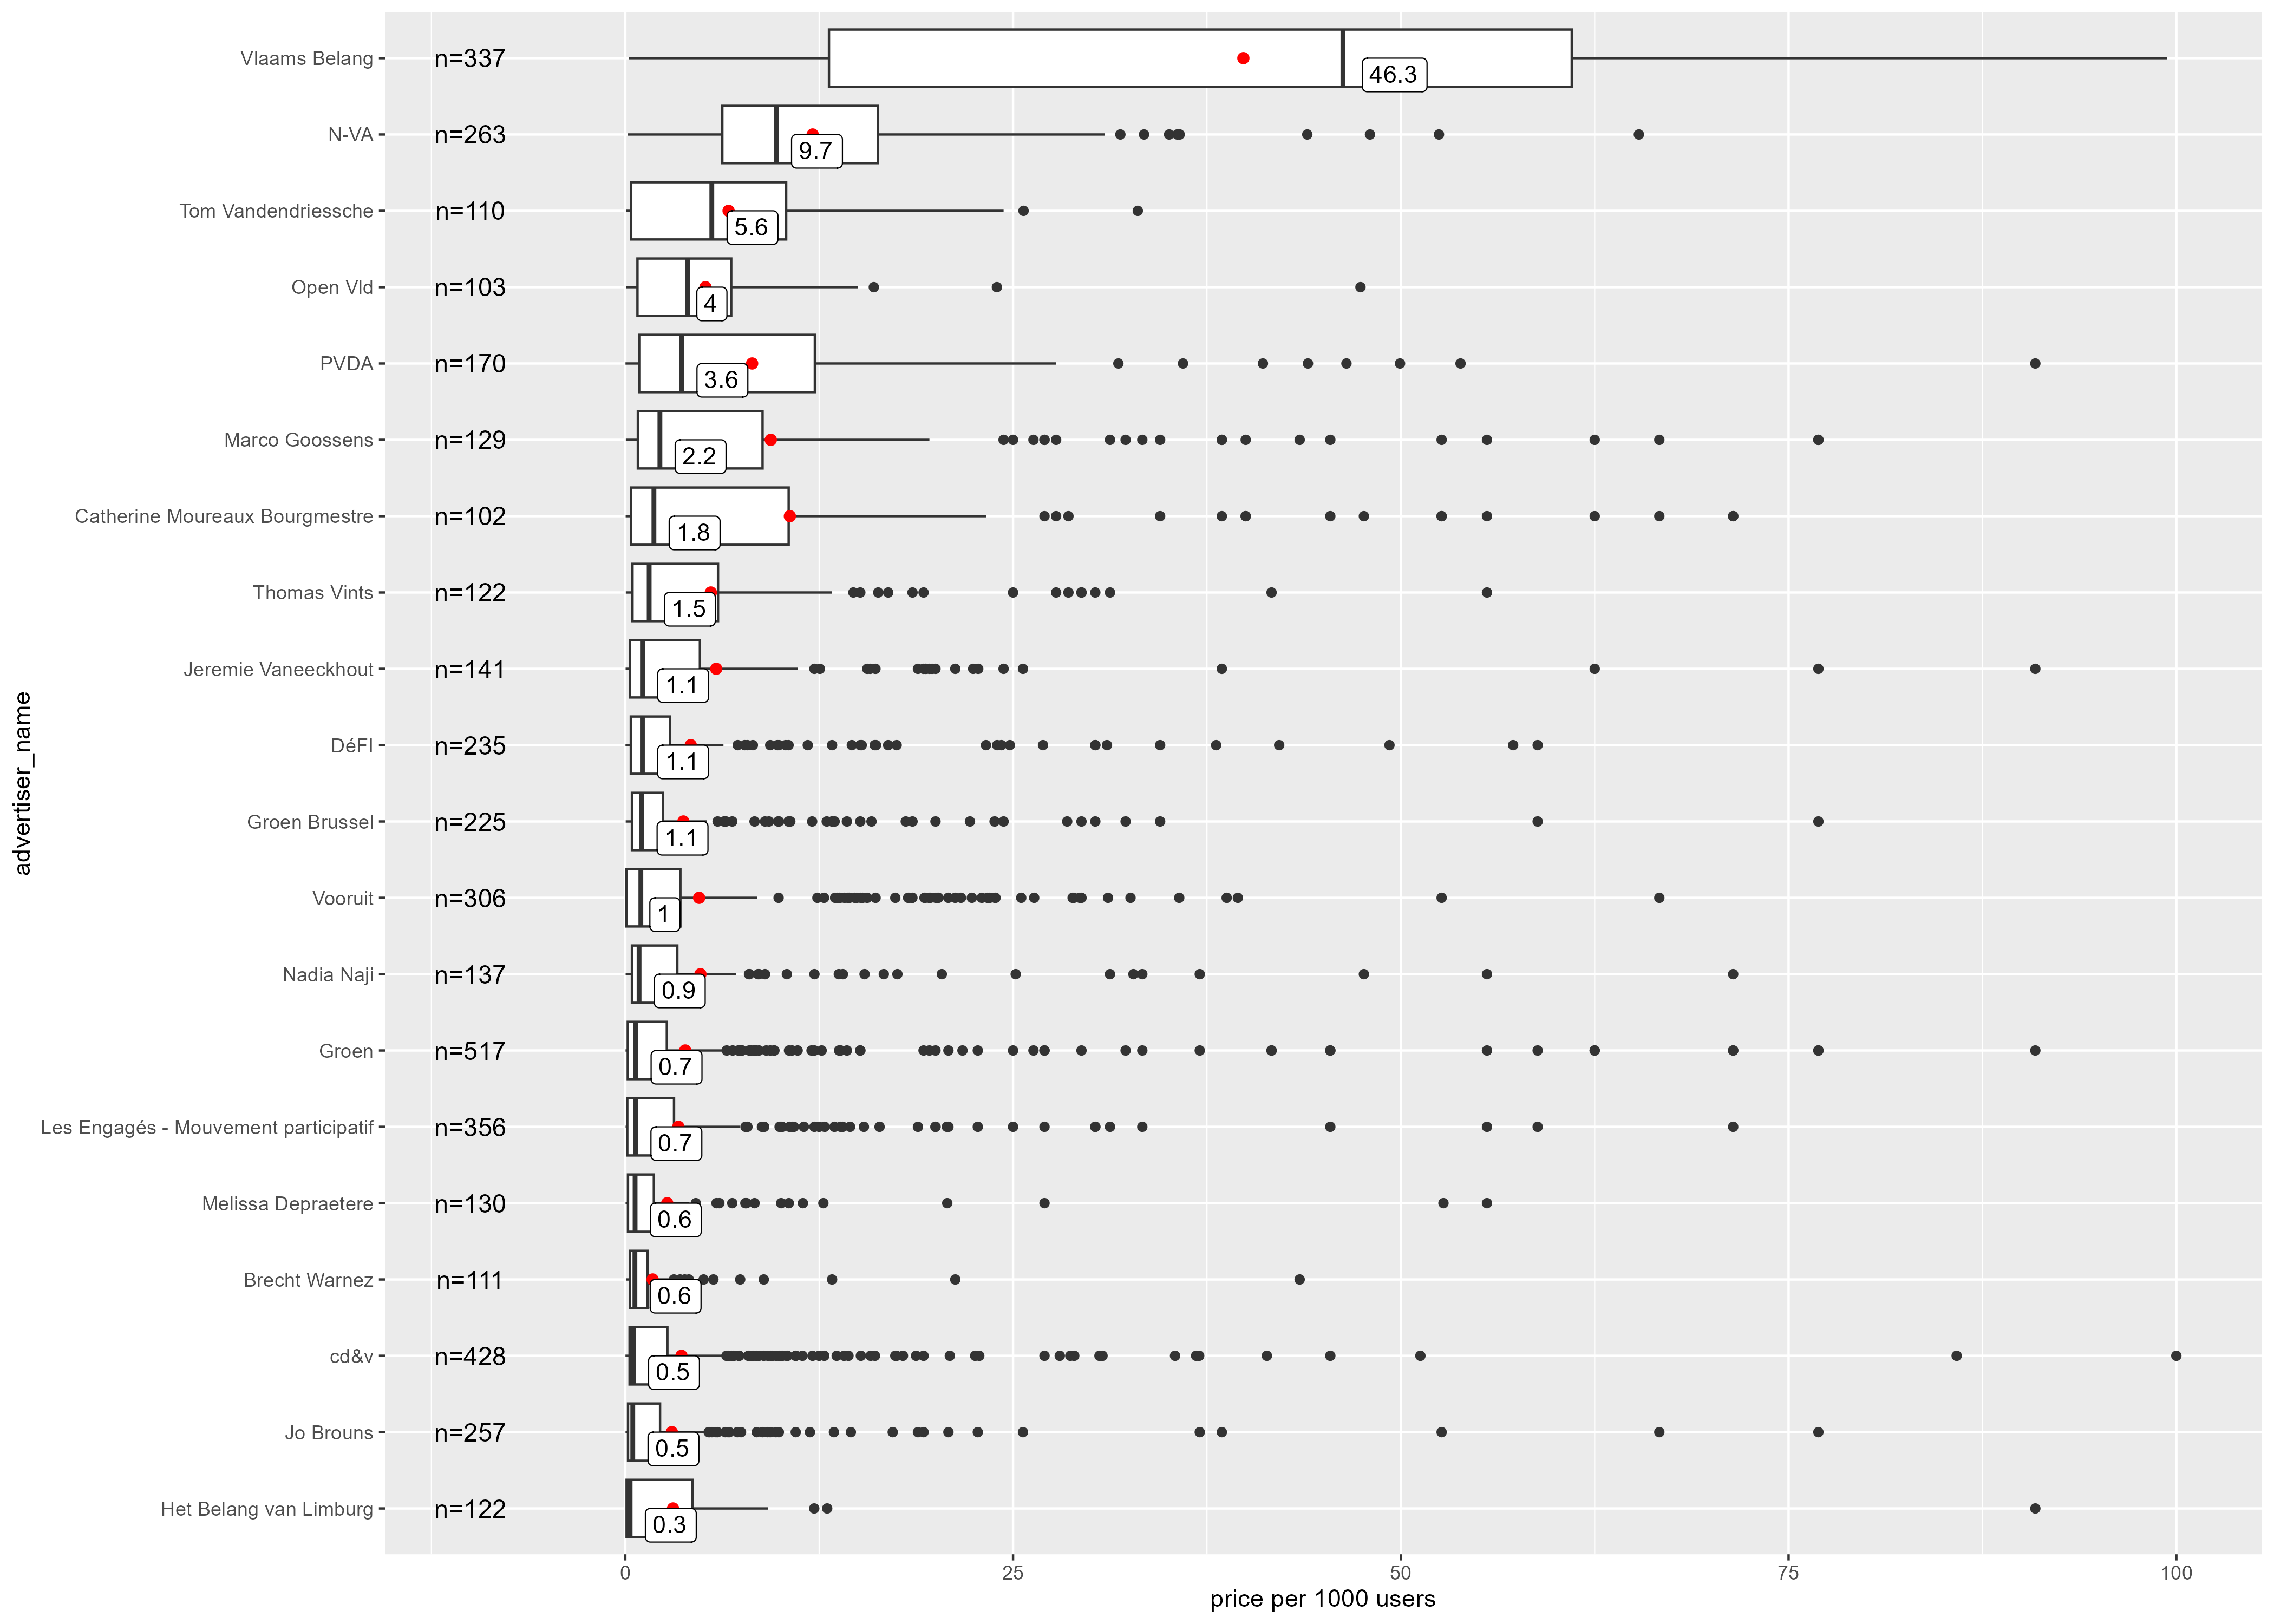 Vlaams Belang n=337 46.3
N-VA n=263 9.7
Tom Vandendriessche n=110 5.6
Open Vld n=103 4
PVDA n=170 3.6
Marco Goossens n=129 2.2
Catherine Moureaux Bourgmestre n=102 1.8
Thomas Vints n=122 1.5
Jeremie Vaneeckhout n=141 1.1
DéFI n=235 1.1
Groen Brussel n=225 1.1
Vooruit n=306 1
Nadia Naji n=137 0.9
Groen n=517 0.7
Les Engagés - Mouvement participatif n=356 0.7
Melissa Depraetere n=130 0.6
Brecht Warnez n=111 0.6
cd&v n=428 0.5
Jo Brouns n=257 0.5
Het Belang van Limburg n=122 0.3
advertiser_name
0 25 50 75 100
price per 1000 users